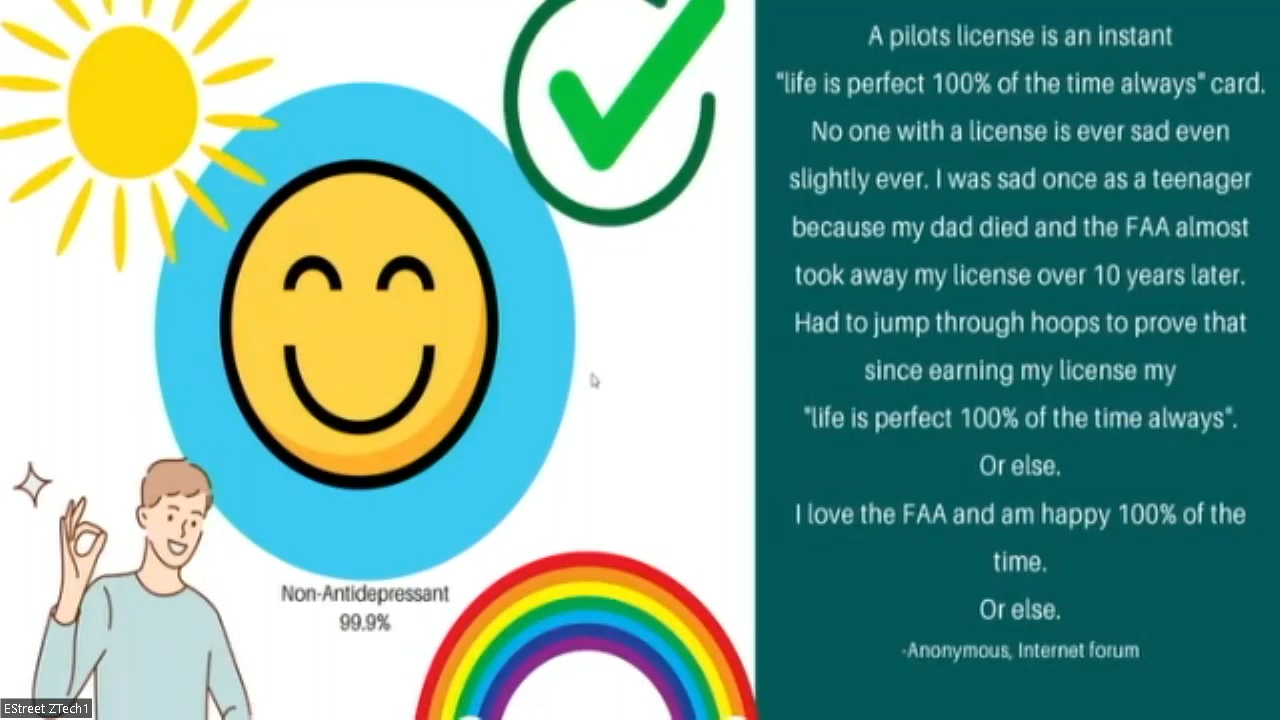 A pilots license is an instant
"life is perfect 100% of the time always" card.
No one with a license is ever sad even
slightly ever. I was sad once as a teenager
because my dad died and the FAA almost
took away my license over 10 years later.
Had to jump through hoops to prove that
since earning my license my
"life is perfect 100% of the time always".
Or else.
I love the FAA and am happy 100% of the
time.
Or else.
-Anonymous, Internet forum
Non-Antidepressant
99.9%
EStreet ZTech1